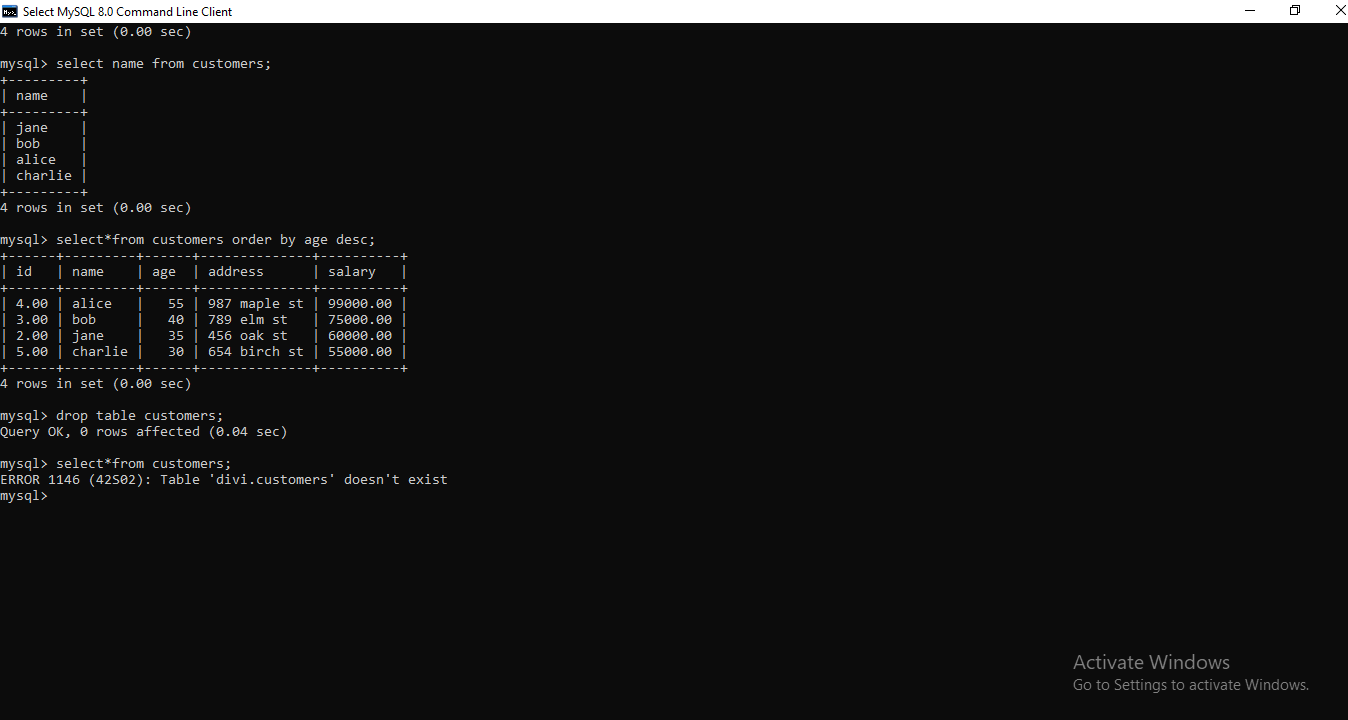 Select MySQL 8.0 Command Line Client
4 rows in set (0.00 sec)
mysql> select name from customers;
+---------+
| name    |
+---------+
| jane    |
| bob     |
| alice   |
| charlie |
+---------+
4 rows in set (0.00 sec)
mysql> select*from customers order by age desc;
+------+---------+------+--------------+----------+
| id   | name    | age  | address      | salary   |
+------+---------+------+--------------+----------+
| 4.00 | alice   |   55 | 987 maple st | 99000.00 |
| 3.00 | bob     |   40 | 789 elm st   | 75000.00 |
| 2.00 | jane    |   35 | 456 oak st   | 60000.00 |
| 5.00 | charlie |   30 | 654 birch st | 55000.00 |
+------+---------+------+--------------+----------+
4 rows in set (0.00 sec)
mysql> drop table customers;
Query OK, 0 rows affected (0.04 sec)
mysql> select*from customers;
ERROR 1146 (42S02): Table 'divi.customers' doesn't exist
mysql>
Activate Windows
Go to Settings to activate Windows.